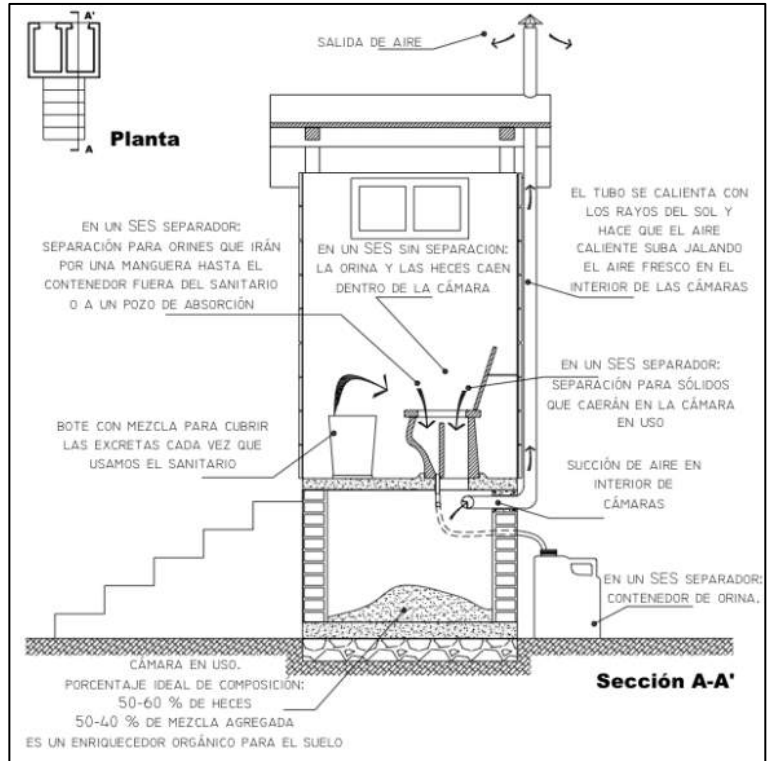 A'
A
Planta
SALIDA DE AIRE
EN UN SES SEPARADOR:
SEPARACIÓN PARA ORINES QUE IRÁN
POR UNA MANGUERA HASTA EL
CONTENEDOR FUERA DEL SANITARIO
O A UN POZO DE ABSORCIÓN
EN UN SES SIN SEPARACION:
LA ORINA Y LAS HECES CAEN
DENTRO DE LA CÁMARA
EL TUBO SE CALIENTA CON
LOS RAYOS DEL SOL Y
HACE QUE EL AIRE
CALIENTE SUBA JALANDO
EL AIRE FRESCO EN EL
INTERIOR DE LAS CÁMARAS
EN UN SES SEPARADOR:
SEPARACIÓN PARA SÓLIDOS
QUE CAERÁN EN LA CÁMARA
EN USO
BOTE CON MEZCLA PARA CUBRIR
LAS EXCRETAS CADA VEZ QUE
USAMOS EL SANITARIO
SUCCIÓN DE AIRE EN
INTERIOR DE
CÁMARAS
EN UN SES SEPARADOR:
CONTENEDOR DE ORINA.
CÁMARA EN USO.
PORCENTAJE IDEAL DE COMPOSICIÓN:
50-60 % DE HECES
50-40 % DE MEZCLA AGREGADA
ES UN ENRIQUECEDOR ORGÁNICO PARA EL SUELO
Sección A-A'